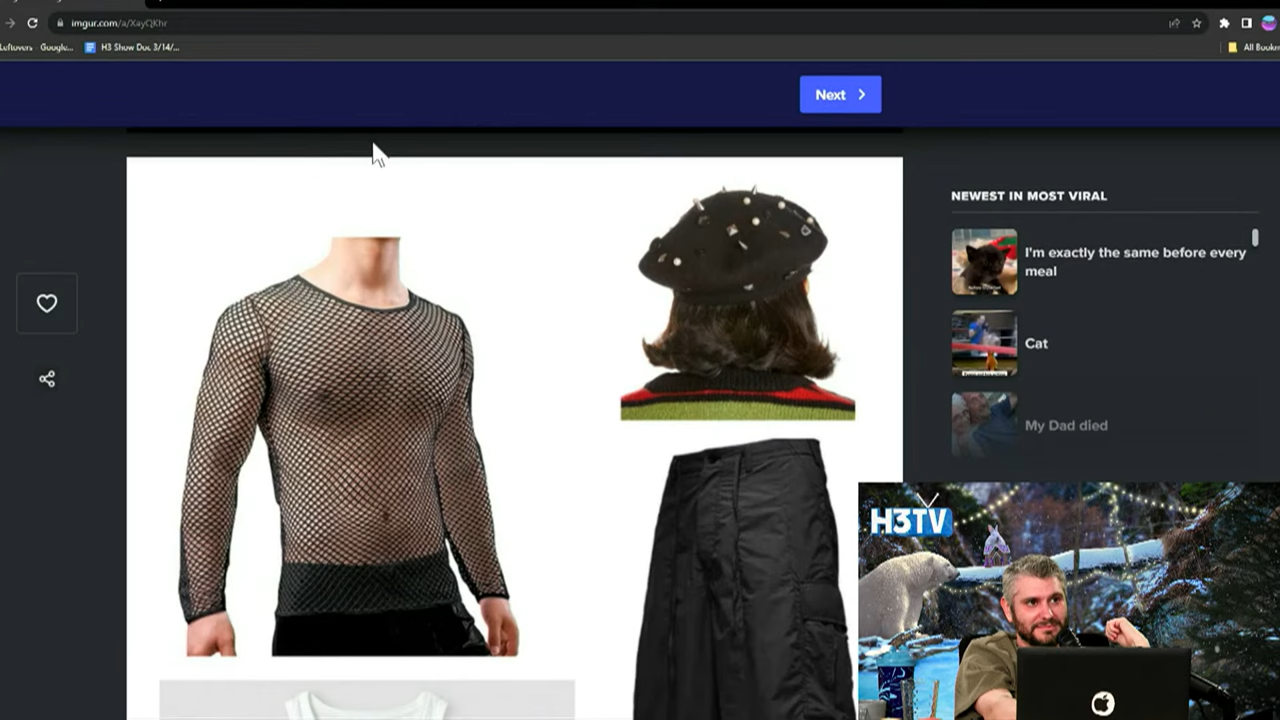 imgur.com/a/XayQKhr
Leftovers - Google...
H3 Show Doc 3/14/...
All Bookm
Next
NEWEST IN MOST VIRAL
I'm exactly the same before every
meal
Cat
My Dad died
H3TV